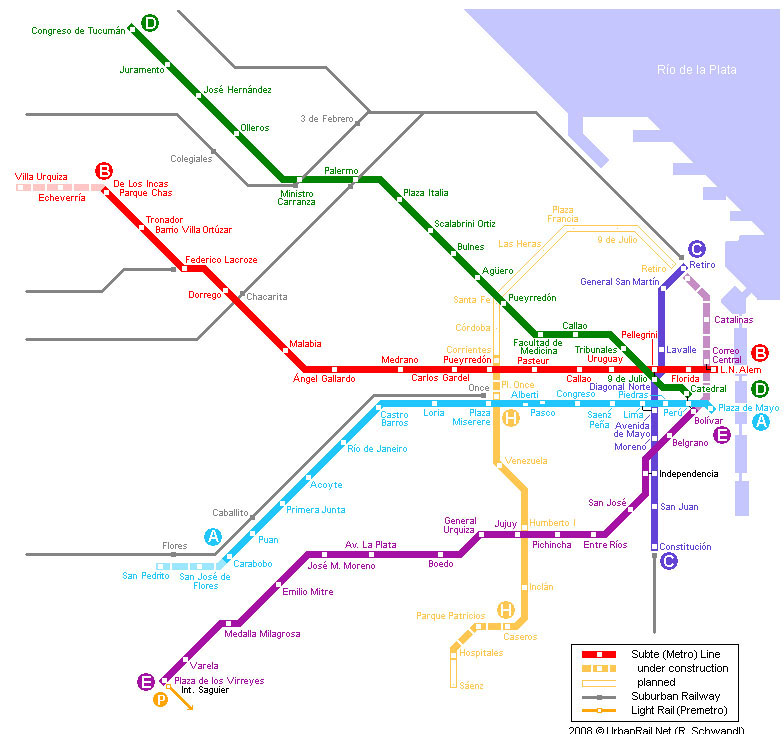 D
Congreso de Tucumán
Juramento
José Hernández
Olleros
3 de Febrero
Colegiales
Río de la Plata
Villa Urquiza
Echeverría
B
De Los Incas
Parque Chas
Palermo
Ministro
Carranza
Plaza Italia
Tronador
Barrio Villa Ortúzar
Scalabrini Ortiz
Bulnes
Agüero
Plaza
Francia
Las Heras
9 de Julio
C
Retiro
Retiro
Federico Lacroze
Dorrego
Chacarita
General San Martín
Santa Fe
Pueyrredón
Catalinas
Córdoba
Callao
Facultad de
Medicina
Tribunales
Pellegrini
Lavalle
Malabia
Corrientes
Correo
Central
B
Medrano
Pueyrredón
Pasteur
Uruguay
Ángel Gallardo
Carlos Gardel
Callao
9 de Julio
Florida
L.N. Alem
Diagonal Norte
Catedral
D
Once
Pl. Once
Alberti
Congreso
Piedras
Castro
Barros
Loria
Plaza
Miserere
Pasco
Saenz
Peña
Lima
Perú
Plaza de Mayo
A
H
Avenida
de Mayo
Bolívar
E
Moreno
Belgrano
Río de Janeiro
Venezuela
Independencia
Acoyte
Primera Junta
Caballito
San José
San Juan
A
Puan
General
Urquiza
Jujuy
Humberto I
Pichincha
Entre Ríos
Constitución
C
Flores
Carabobo
Av. La Plata
José M. Moreno
Boedo
San Pedrito
San José de
Flores
Emilio Mitre
Inclán
H
Parque Patricios
Caseros
Medalla Milagrosa
Hospitales
Sáenz
Varela
E
Plaza de los Virreyes
Int. Saguier
P
Subte (Metro) Line
under construction
planned
Suburban Railway
Light Rail (Premetro)
2008 © UrbanRail.Net (R. Schwandl)